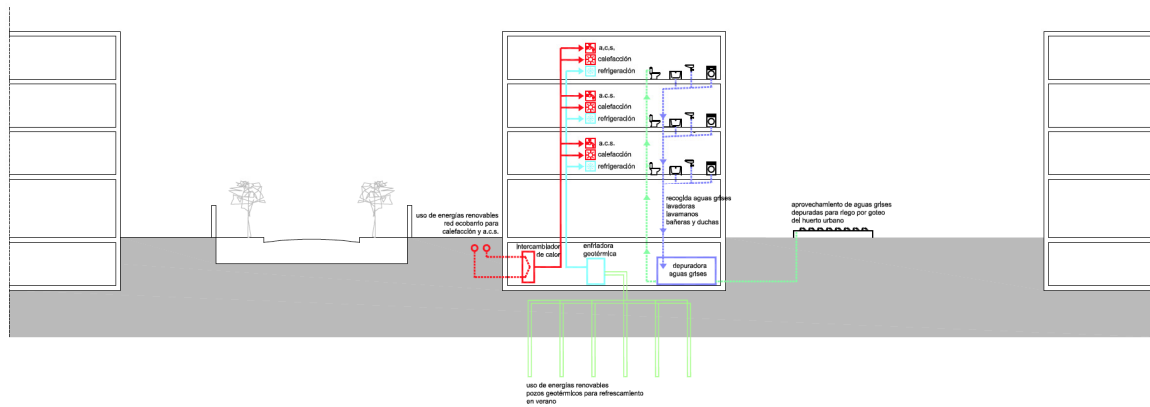 a.c.s.
calefacción
refrigeración
a.c.s.
calefacción
refrigeración
a.c.s.
calefacción
refrigeración
recogida aguas grises
lavadoras
lavamanos
bañeras y duchas
uso de energías renovables
red ecobarrio para
calefacción y a.c.s.
aprovechamiento de aguas grises
depuradas para riego por goteo
del huerto urbano
intercambiador
de calor
enfriadora
geotérmica
depuradora
aguas grises
uso de energías renovables
pozos geotérmicos para refrescamiento
en verano